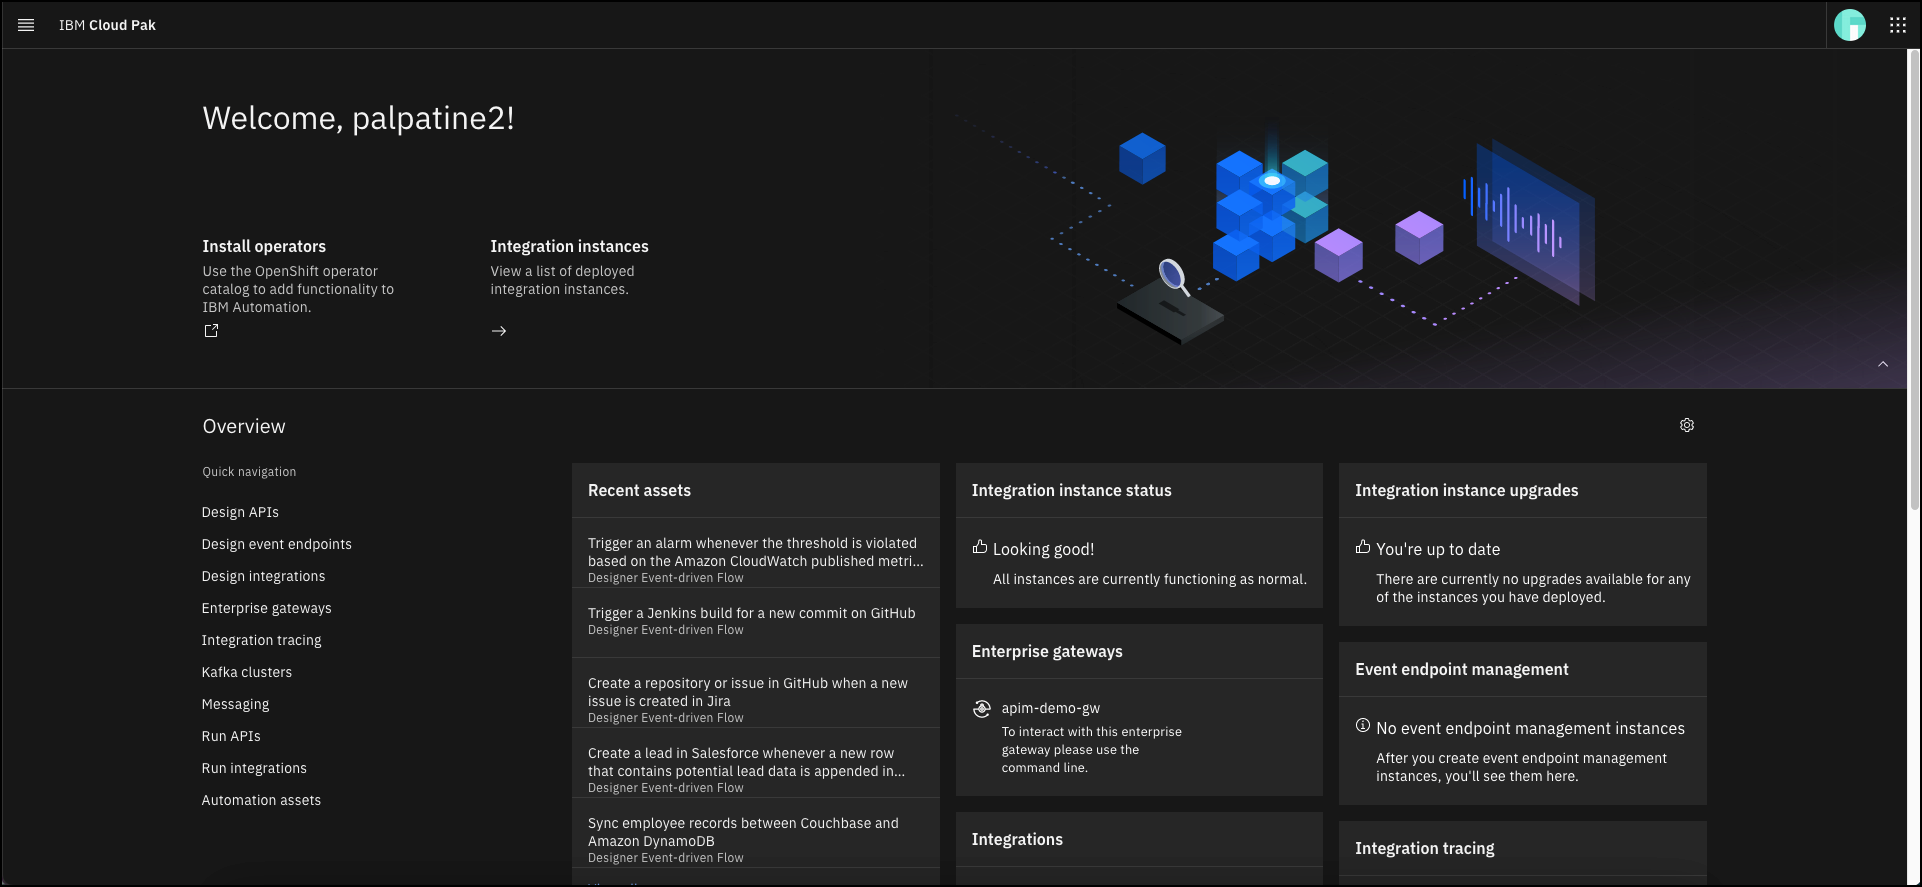 IBM Cloud Pak
Welcome, palpatine2!
Install operators
Use the OpenShift operator
catalog to add functionality to
IBM Automation.
Integration instances
View a list of deployed
integration instances.
Overview
Quick navigation
Design APIs
Design event endpoints
Design integrations
Enterprise gateways
Integration tracing
Kafka clusters
Messaging
Run APIs
Run integrations
Automation assets
Recent assets
Trigger an alarm whenever the threshold is violated
based on the Amazon CloudWatch published metri...
Designer Event-driven Flow
Trigger a Jenkins build for a new commit on GitHub
Designer Event-driven Flow
Create a repository or issue in GitHub when a new
issue is created in Jira
Designer Event-driven Flow
Create a lead in Salesforce whenever a new row
that contains potential lead data is appended in...
Designer Event-driven Flow
Sync employee records between Couchbase and
Amazon DynamoDB
Designer Event-driven Flow
Integration instance status
Looking good!
All instances are currently functioning as normal.
Enterprise gateways
apim-demo-gw
To interact with this enterprise
gateway please use the
command line.
Integrations
Integration instance upgrades
You're up to date
There are currently no upgrades available for any
of the instances you have deployed.
Event endpoint management
No event endpoint management instances
After you create event endpoint management
instances, you'll see them here.
Integration tracing